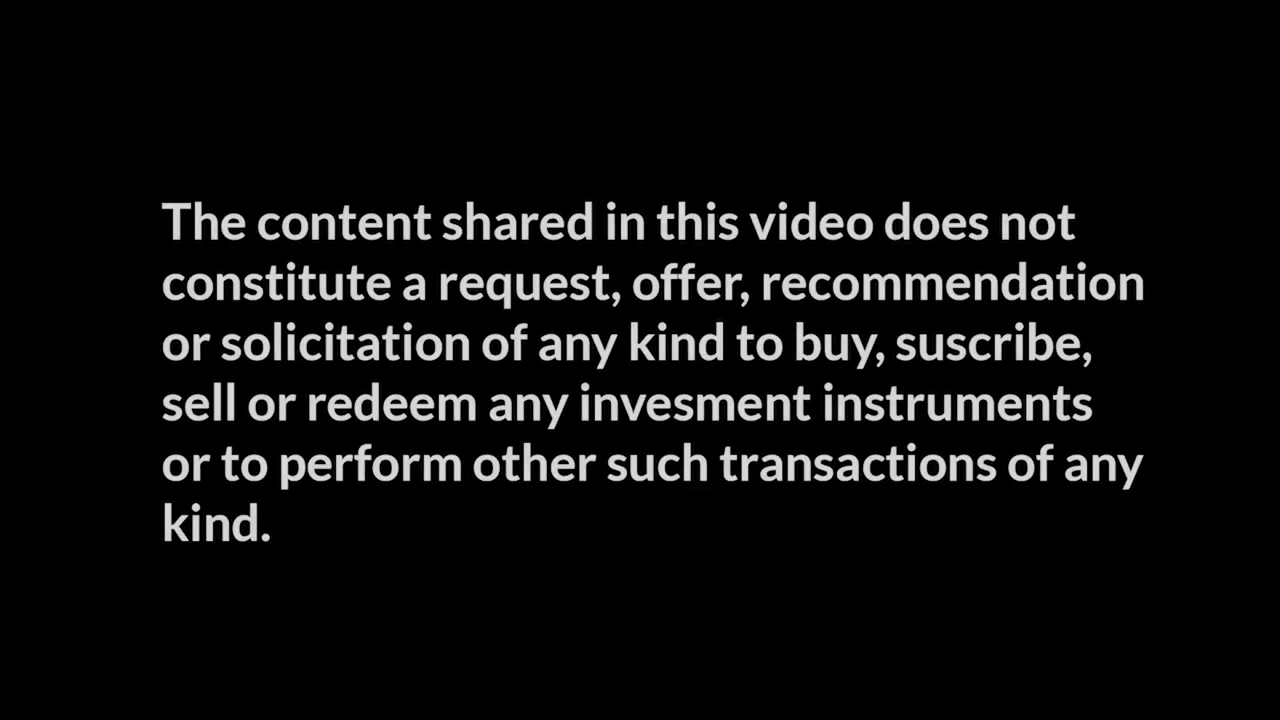 The content shared in this video does not
constitute a request, offer, recommendation
or solicitation of any kind to buy, suscribe,
sell or redeem any invesment instruments
or to perform other such transactions of any
kind.